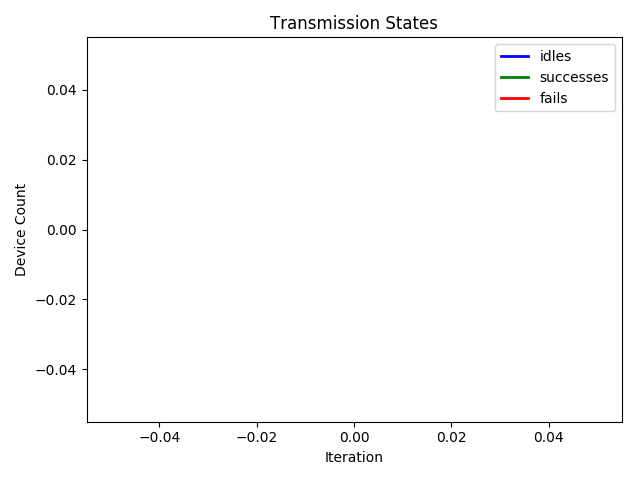 Transmission States
idles
successes
fails
0.04
0.02
0.00
−0.02
−0.04
Device Count
−0.04
−0.02
0.00
0.02
0.04
Iteration